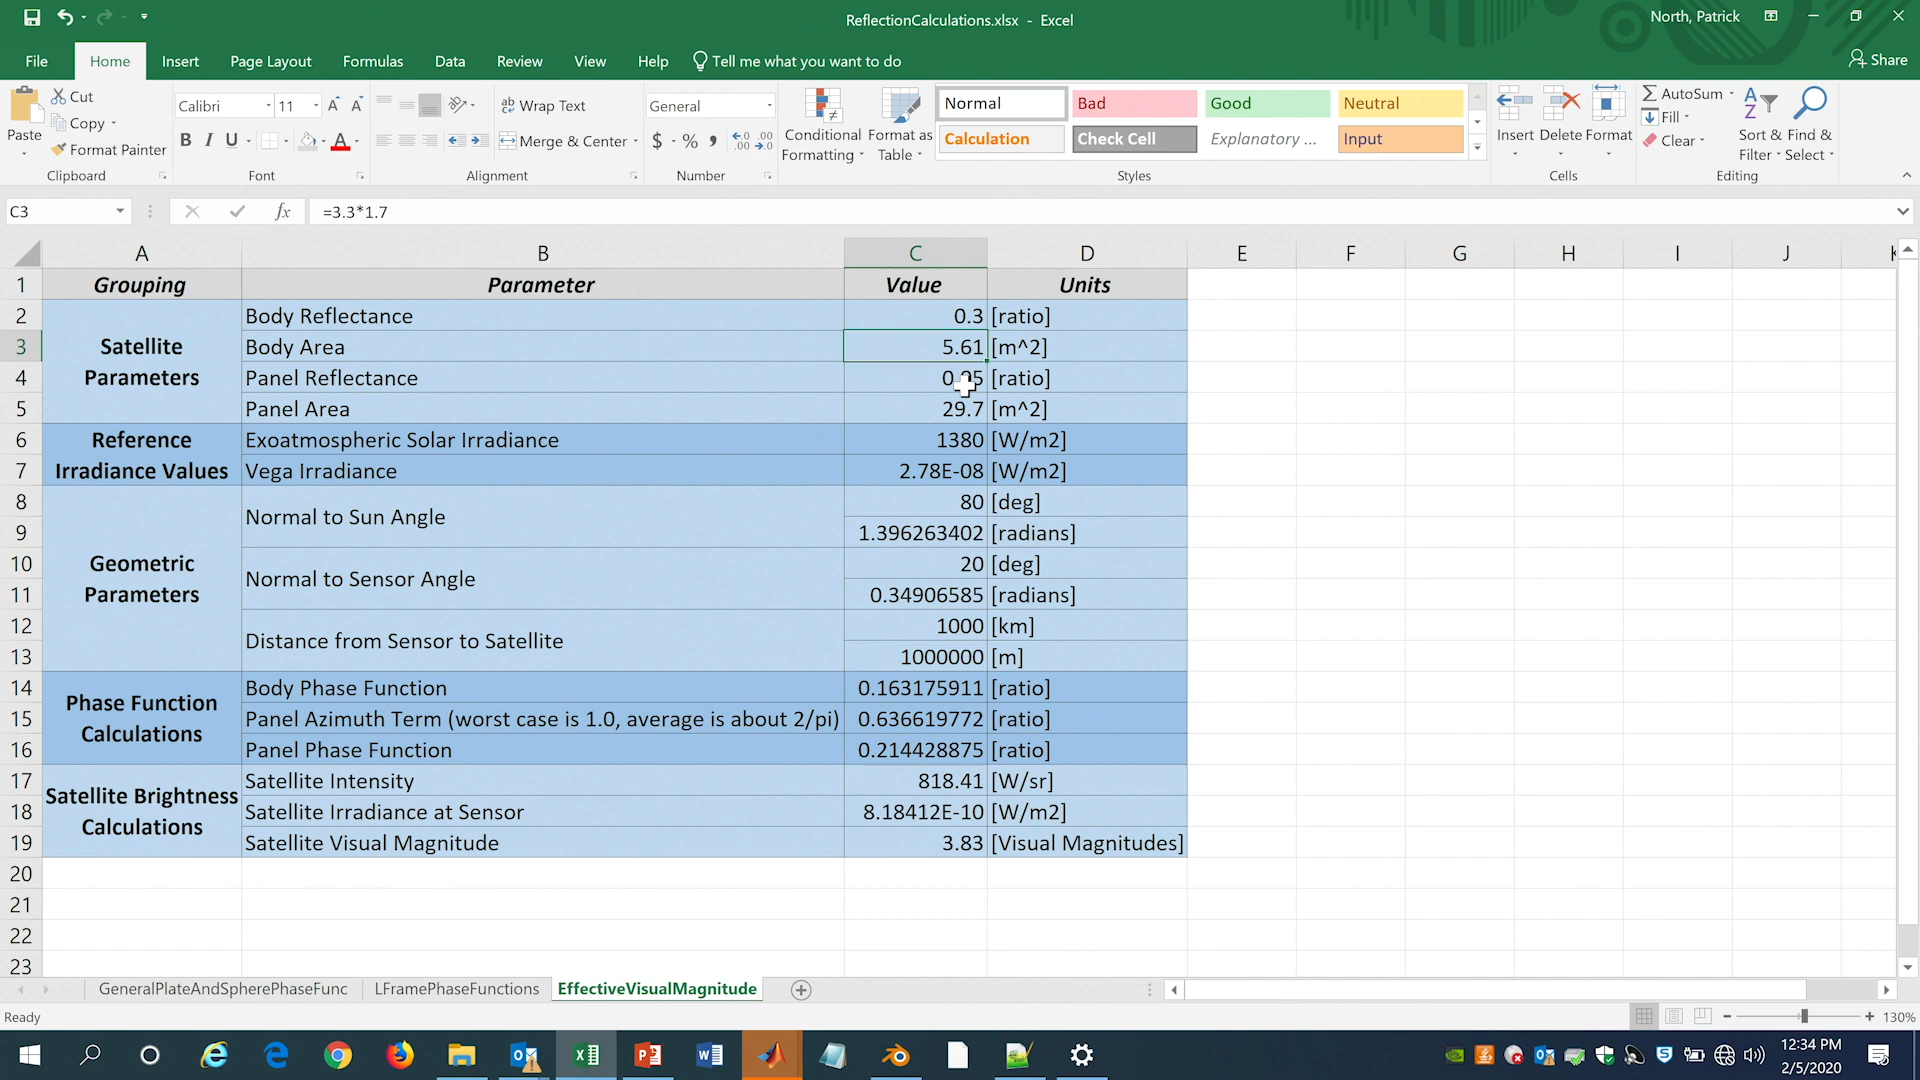 ReflectionCalculations.xlsx - Excel
North, Patrick
File Home Insert Page Layout Formulas Data Review View Help Tell me what you want to do Share
Paste Cut Copy Format Painter Clipboard
Calibri 11 B I U Font
Wrap Text Merge & Center Alignment
General $ % Number
Conditional Formatting Format as Table
Normal Bad Good Neutral
Calculation Check Cell Explanatory ... Input
Styles
Insert Delete Format Cells
AutoSum Fill Clear Sort & Filter Find & Select Editing
C3 fx =3.3*1.7
A B C D E F G H I J
1 Grouping Parameter Value Units
2 Body Reflectance 0.3 [ratio]
Satellite Parameters
3 Body Area 5.61 [m^2]
4 Panel Reflectance [ratio]
5 Panel Area 29.7 [m^2]
Reference Irradiance Values
6 Exoatmospheric Solar Irradiance 1380 [W/m2]
7 Vega Irradiance 2.78E-08 [W/m2]
Geometric Parameters
8 Normal to Sun Angle 80 [deg]
9 1.396263402 [radians]
10 Normal to Sensor Angle 20 [deg]
11 0.34906585 [radians]
12 Distance from Sensor to Satellite 1000 [km]
13 1000000 [m]
Phase Function Calculations
14 Body Phase Function 0.163175911 [ratio]
15 Panel Azimuth Term (worst case is 1.0, average is about 2/pi) 0.636619772 [ratio]
16 Panel Phase Function 0.214428875 [ratio]
Satellite Brightness Calculations
17 Satellite Intensity 818.41 [W/sr]
18 Satellite Irradiance at Sensor 8.18412E-10 [W/m2]
19 Satellite Visual Magnitude 3.83 [Visual Magnitudes]
20
21
22
23
GeneralPlateAndSpherePhaseFunc LFramePhaseFunctions EffectiveVisualMagnitude
Ready 130%
12:34 PM
2/5/2020